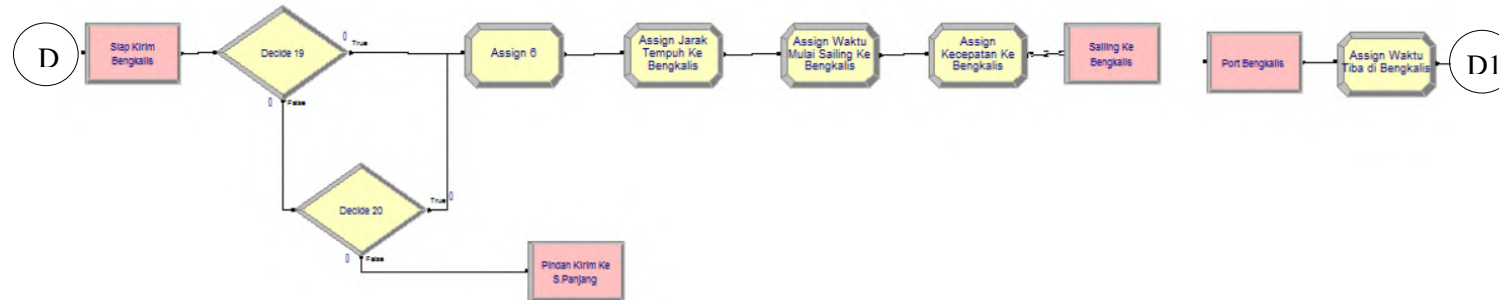 D
Siap Kirim
Bengkalis
Decide 19
0
True
0
False
Assign 6
Assign Jarak
Tempuh Ke
Bengkalis
Assign Waktu
Mulai Sailing Ke
Bengkalis
Assign
Kecepatan Ke
Bengkalis
Sailing Ke
Bengkalis
Port Bengkalis
Assign Waktu
Tiba di Bengkalis
D1
Decide 20
True
0
0
False
Pindah Kirim Ke
S.Panjang